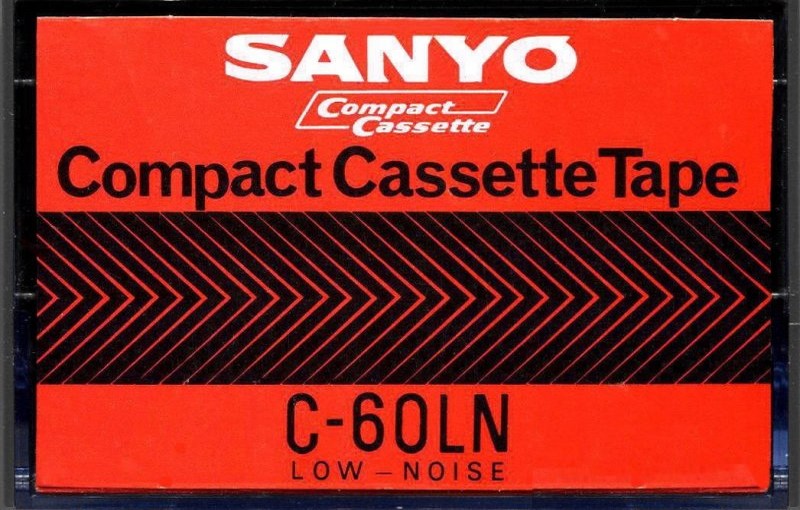 SANYO
Compact
Cassette
Compact Cassette Tape
C-60LN
LOW–NOISE